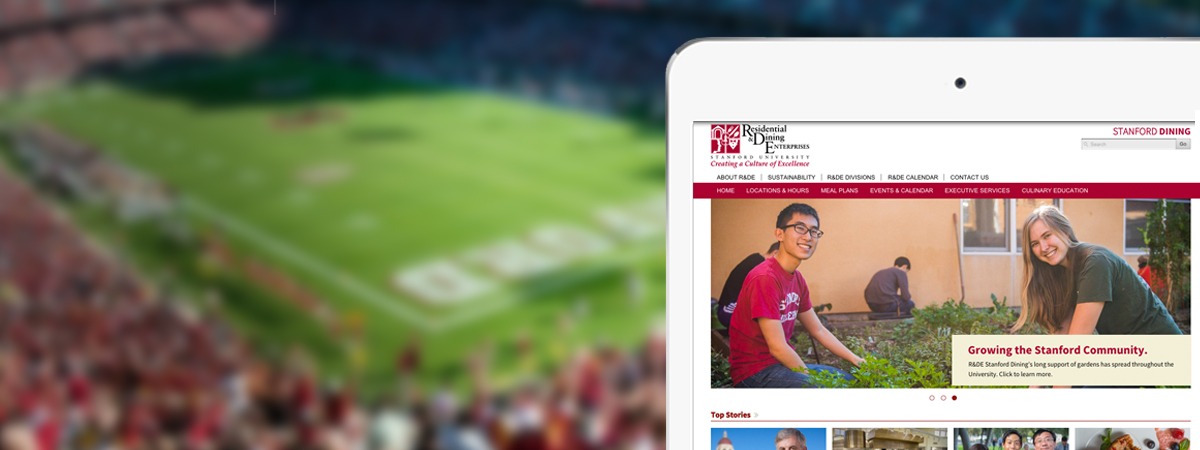 Residential
& Dining
ENTERPRISES
STANFORD UNIVERSITY
Creating a Culture of Excellence
STANFORD DINING
Search Go
ABOUT R&DE | SUSTAINABILITY | R&DE DIVISIONS | R&DE CALENDAR | CONTACT US
HOME LOCATIONS & HOURS MEAL PLANS EVENTS & CALENDAR EXECUTIVE SERVICES CULINARY EDUCATION
Growing the Stanford Community.
R&DE Stanford Dining's long support of gardens has spread throughout the
University. Click to learn more.
Top Stories